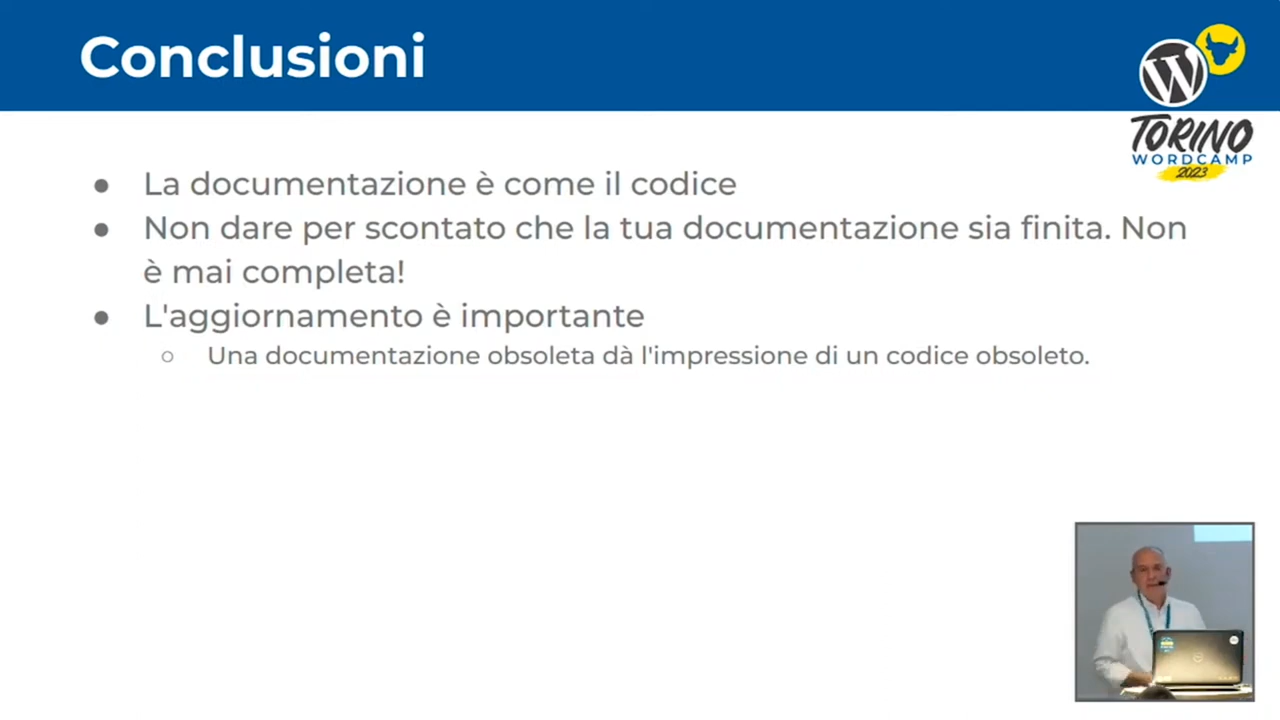 Conclusioni
TORINO
WORDCAMP
2023
● La documentazione è come il codice
● Non dare per scontato che la tua documentazione sia finita. Non
è mai completa!
● L'aggiornamento è importante
○ Una documentazione obsoleta dà l'impressione di un codice obsoleto.